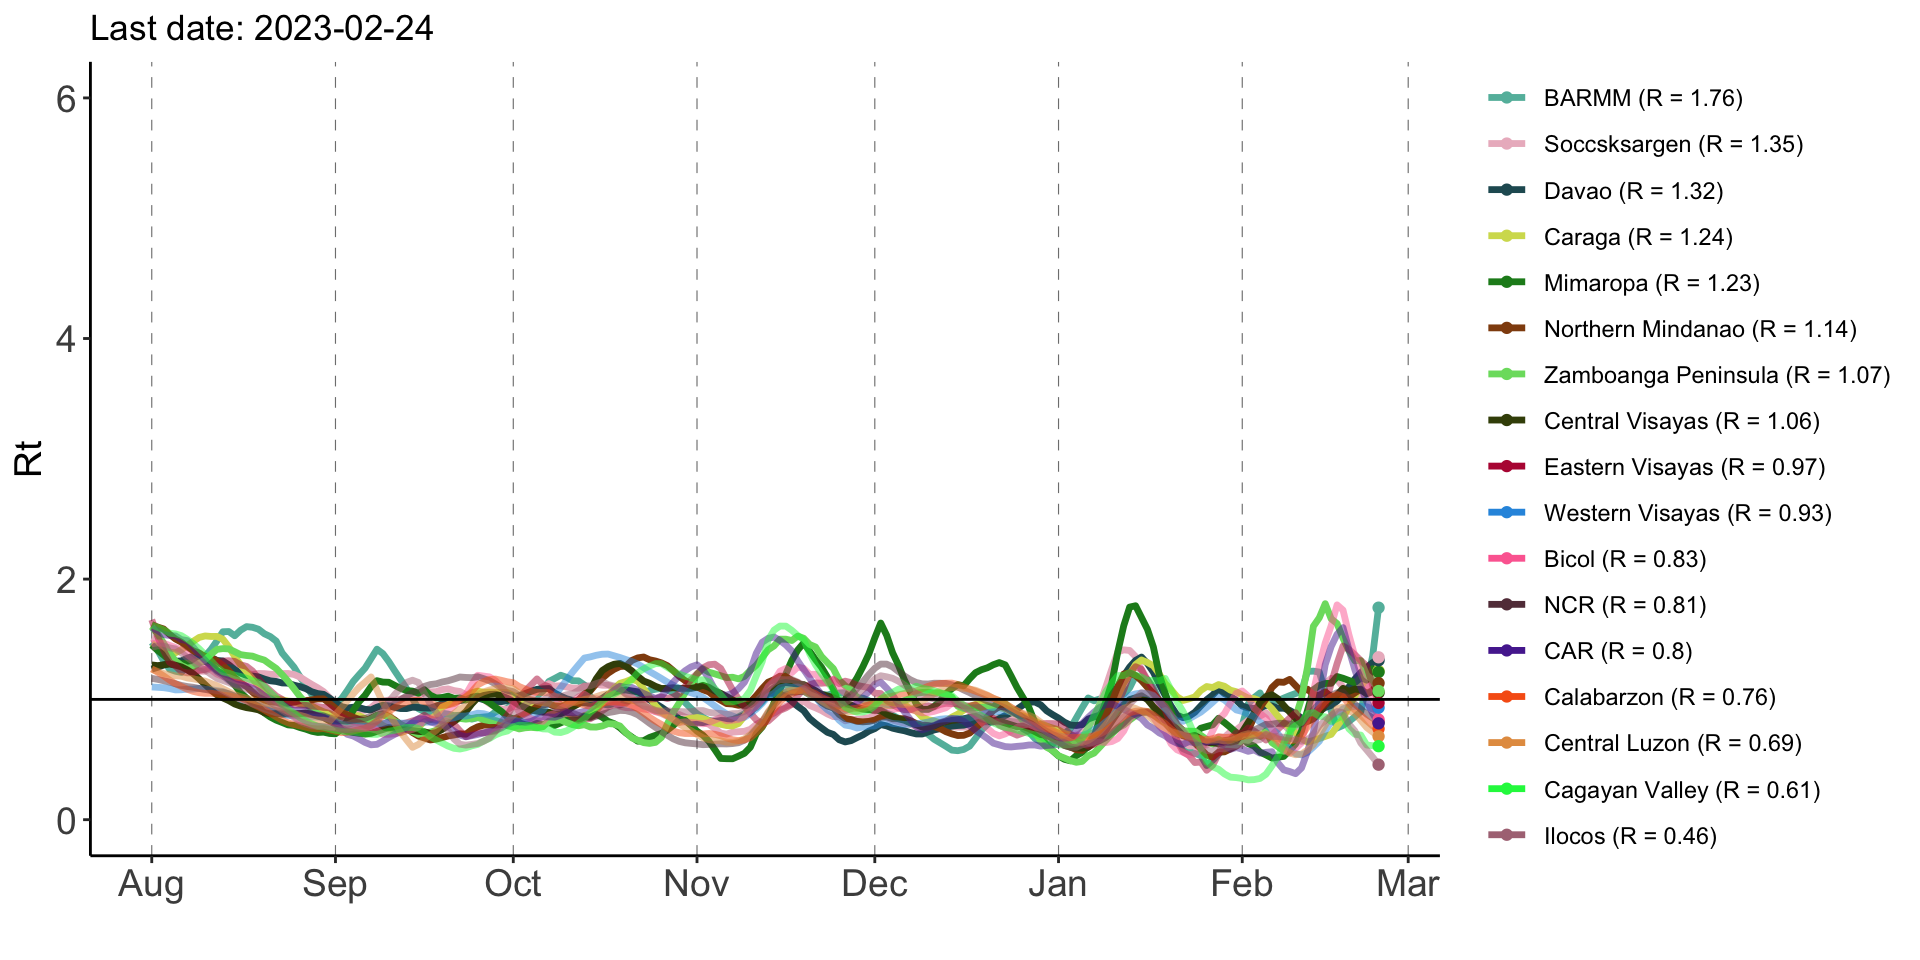 Last date: 2023-02-24
6
4
2
0
Rt
Aug Sep Oct Nov Dec Jan Feb Mar
BARMM (R = 1.76)
Soccsksargen (R = 1.35)
Davao (R = 1.32)
Caraga (R = 1.24)
Mimaropa (R = 1.23)
Northern Mindanao (R = 1.14)
Zamboanga Peninsula (R = 1.07)
Central Visayas (R = 1.06)
Eastern Visayas (R = 0.97)
Western Visayas (R = 0.93)
Bicol (R = 0.83)
NCR (R = 0.81)
CAR (R = 0.8)
Calabarzon (R = 0.76)
Central Luzon (R = 0.69)
Cagayan Valley (R = 0.61)
Ilocos (R = 0.46)